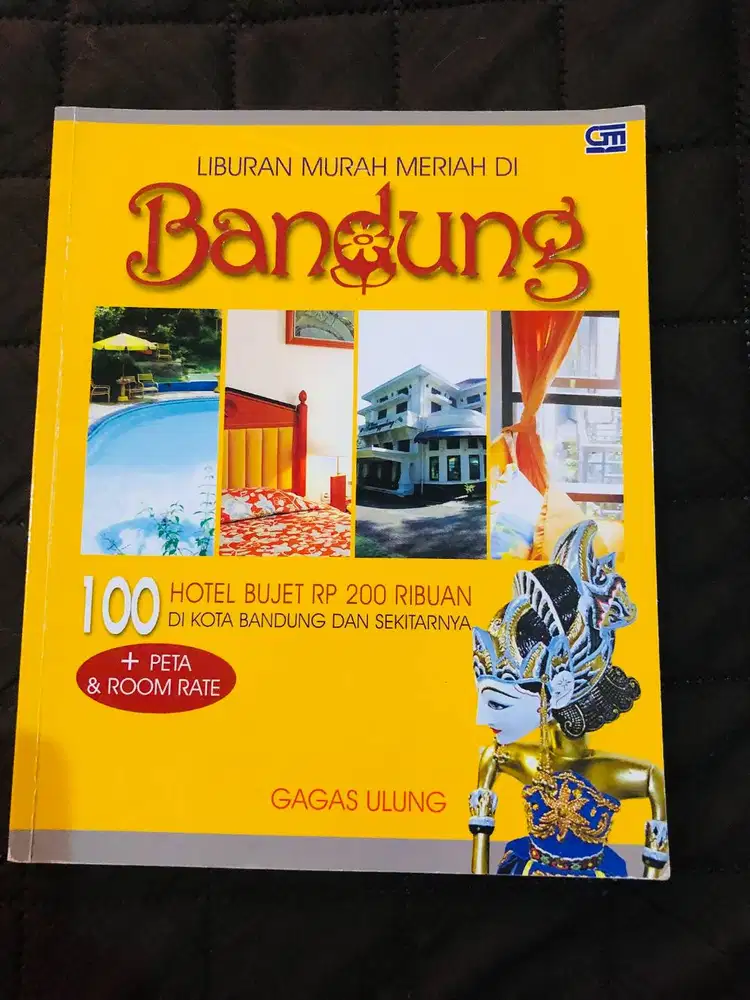 GM
LIBURAN MURAH MERIAH DI
Bandung
100 HOTEL BUJET RP 200 RIBUAN
DI KOTA BANDUNG DAN SEKITARNYA
+ PETA
& ROOM RATE
GAGAS ULUNG